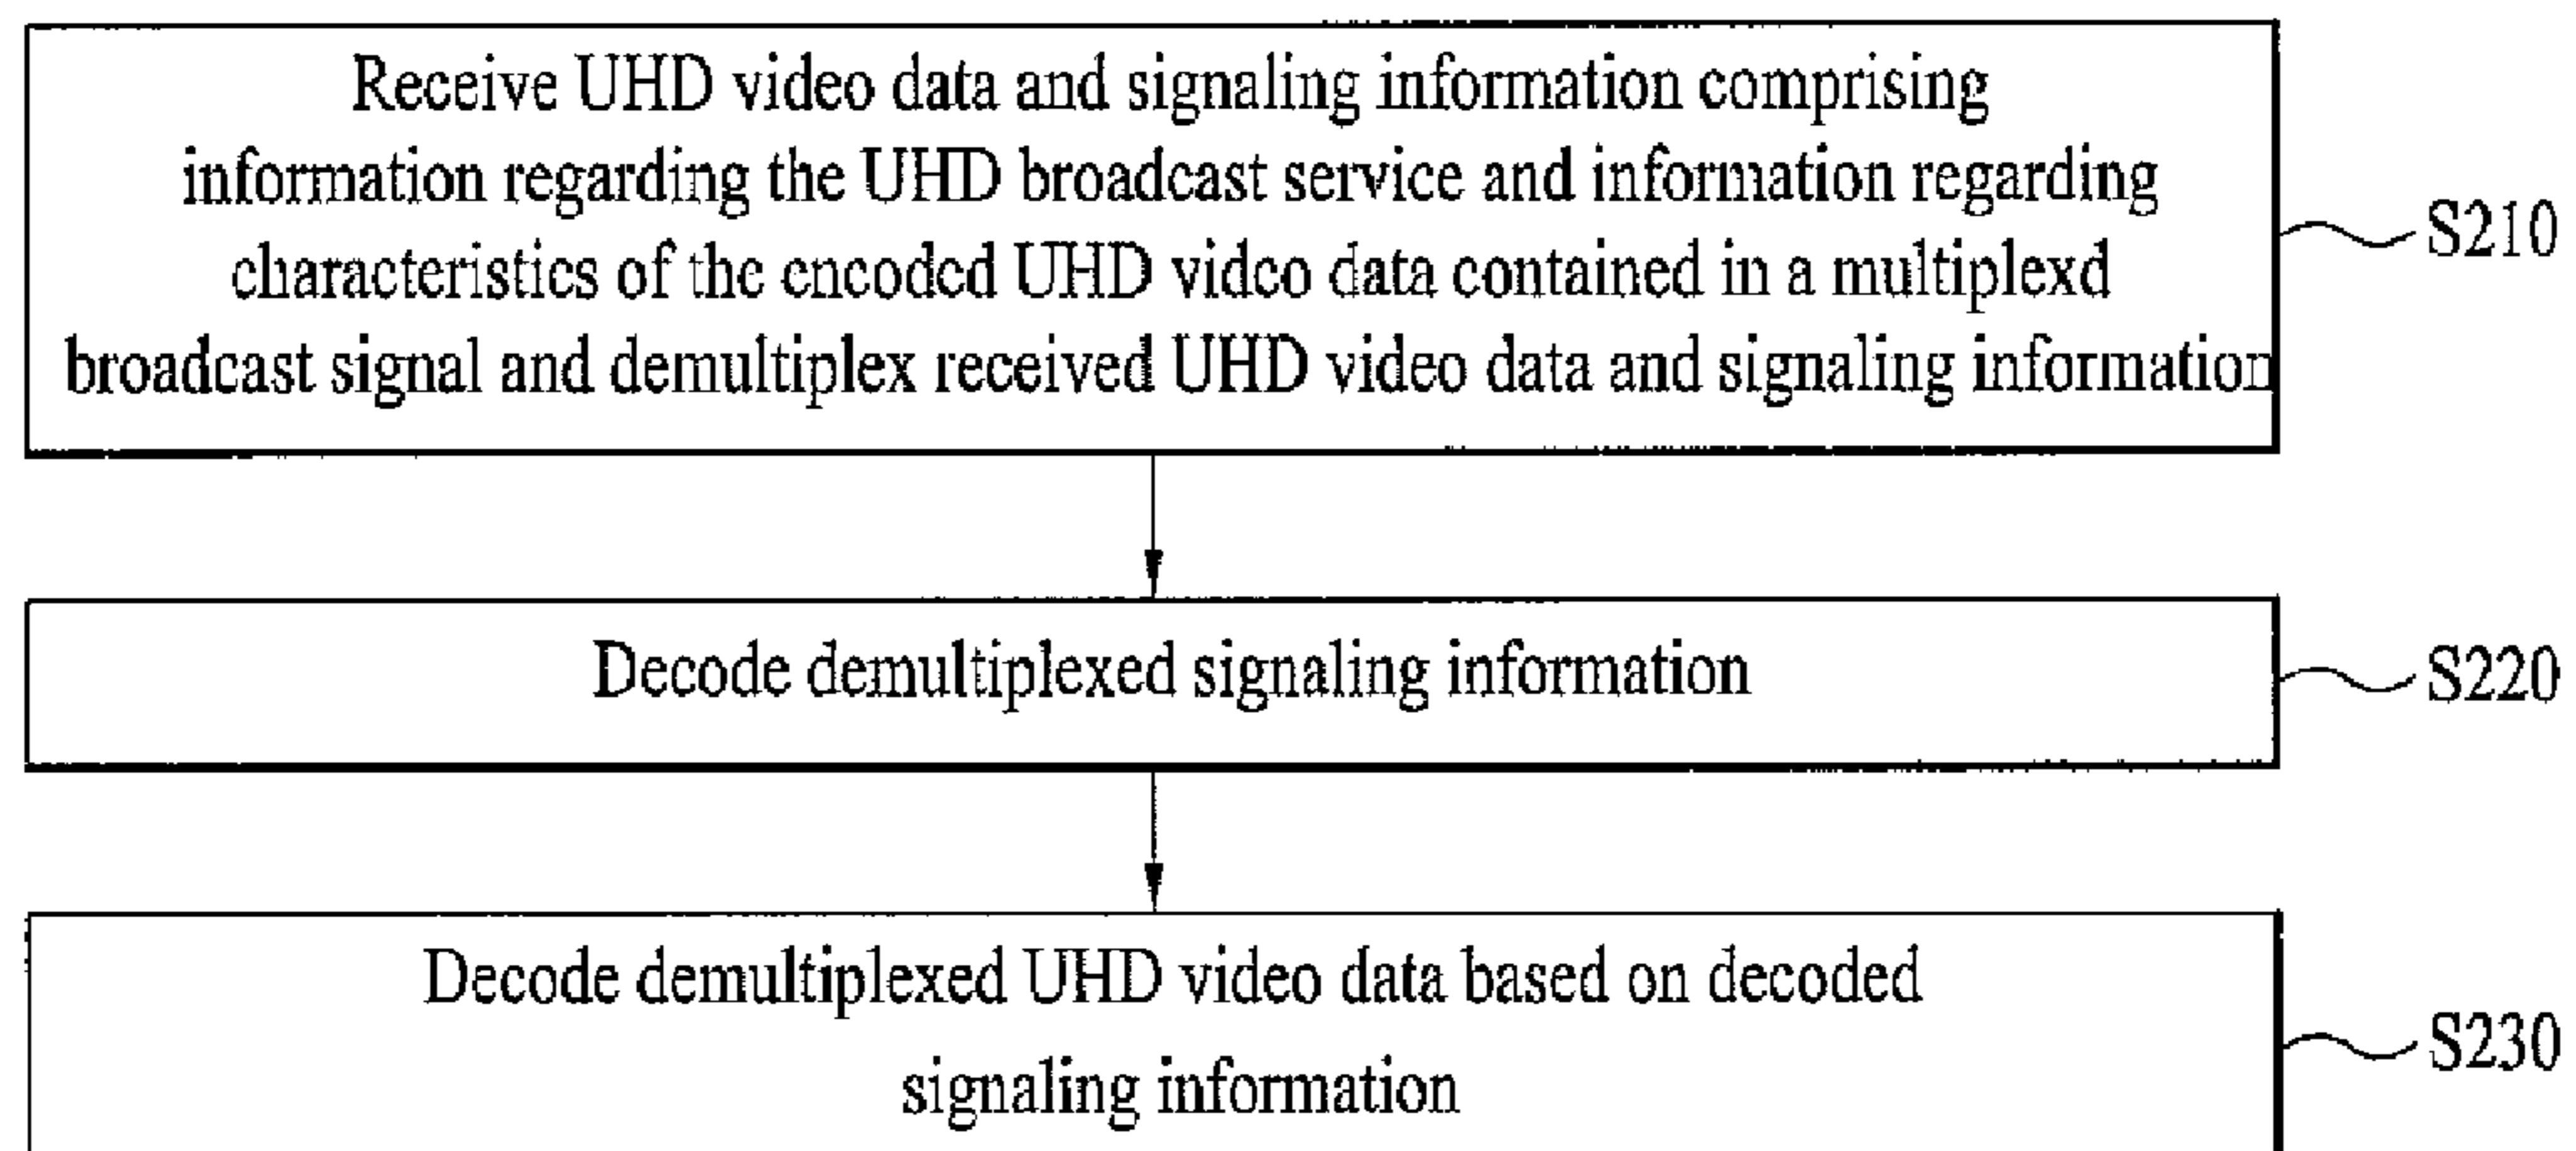 Receive UHD video data and signaling information comprising
information regarding the UHD broadcast service and information regarding
characteristics of the encoded UHD video data contained in a multiplexd
broadcast signal and demultiplex received UHD video data and signaling information
S210
Decode demultiplexed signaling information
S220
Decode demultiplexed UHD video data based on decoded
signaling information
S230